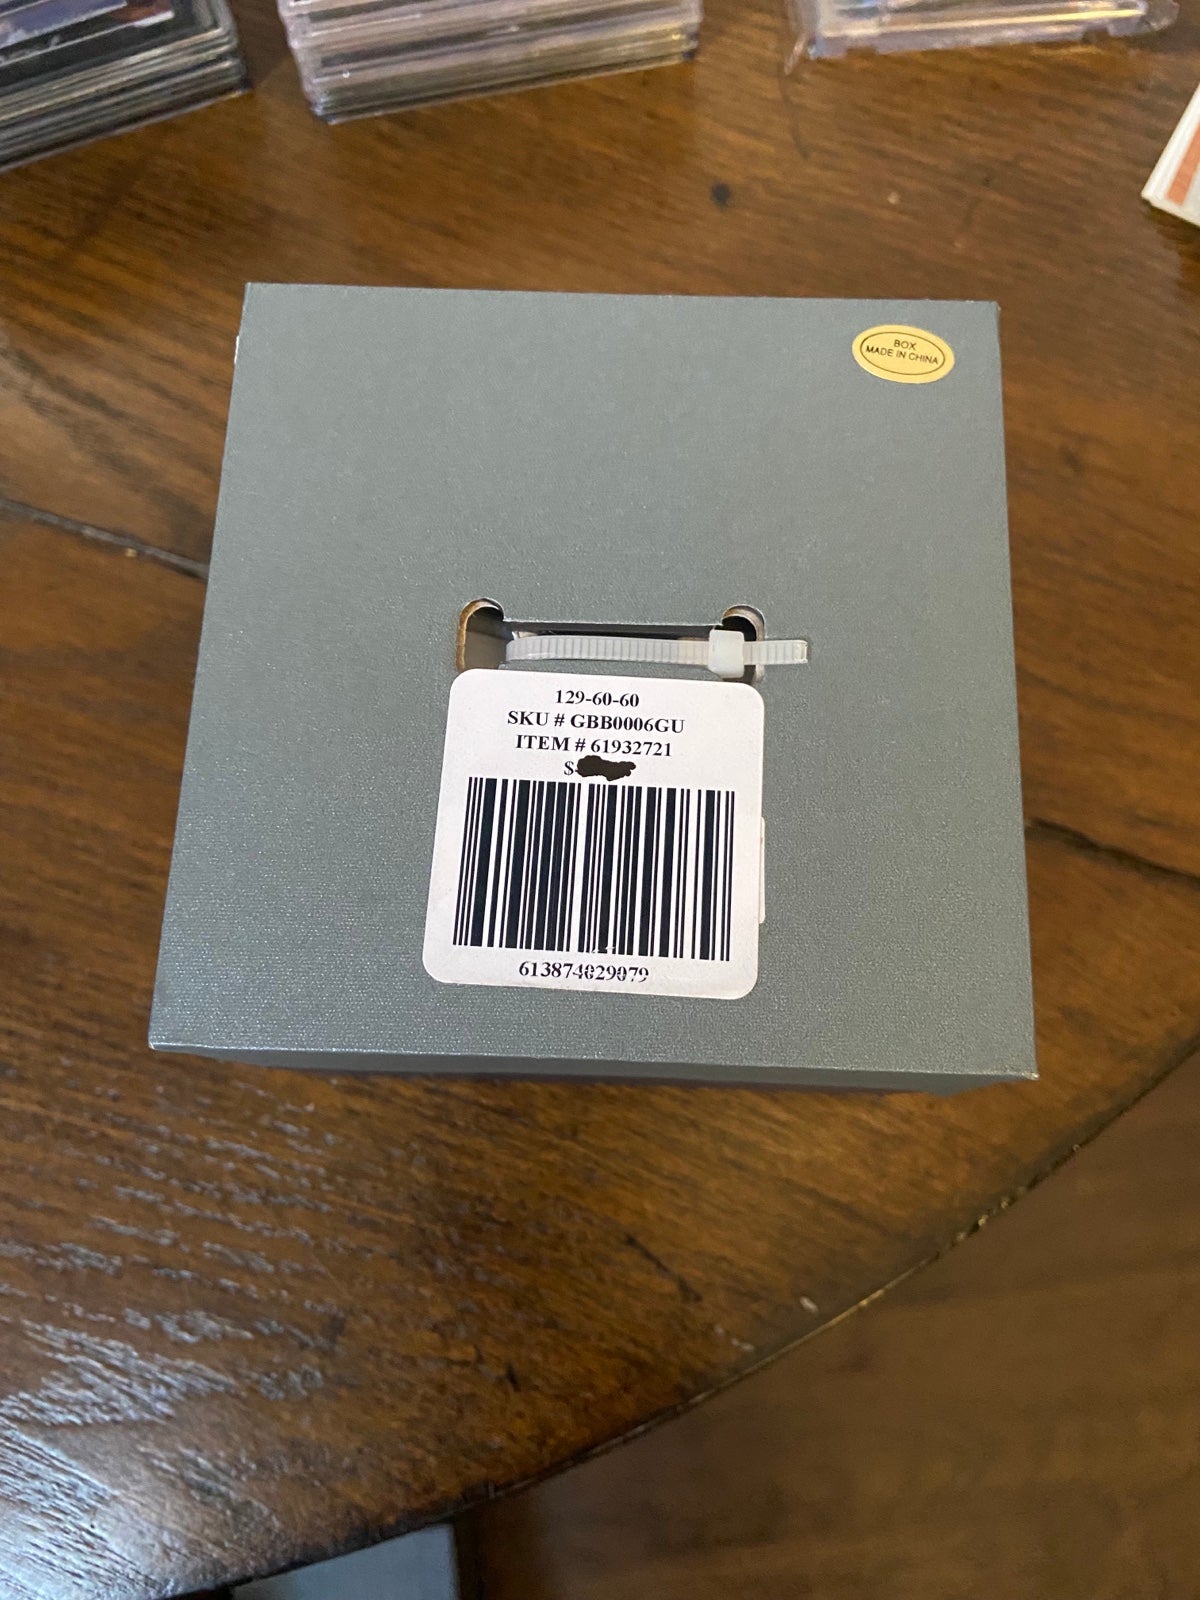 BOX
MADE IN CHINA
129-60-60
SKU # GBB0006GU
ITEM # 61932721
$
613874029079